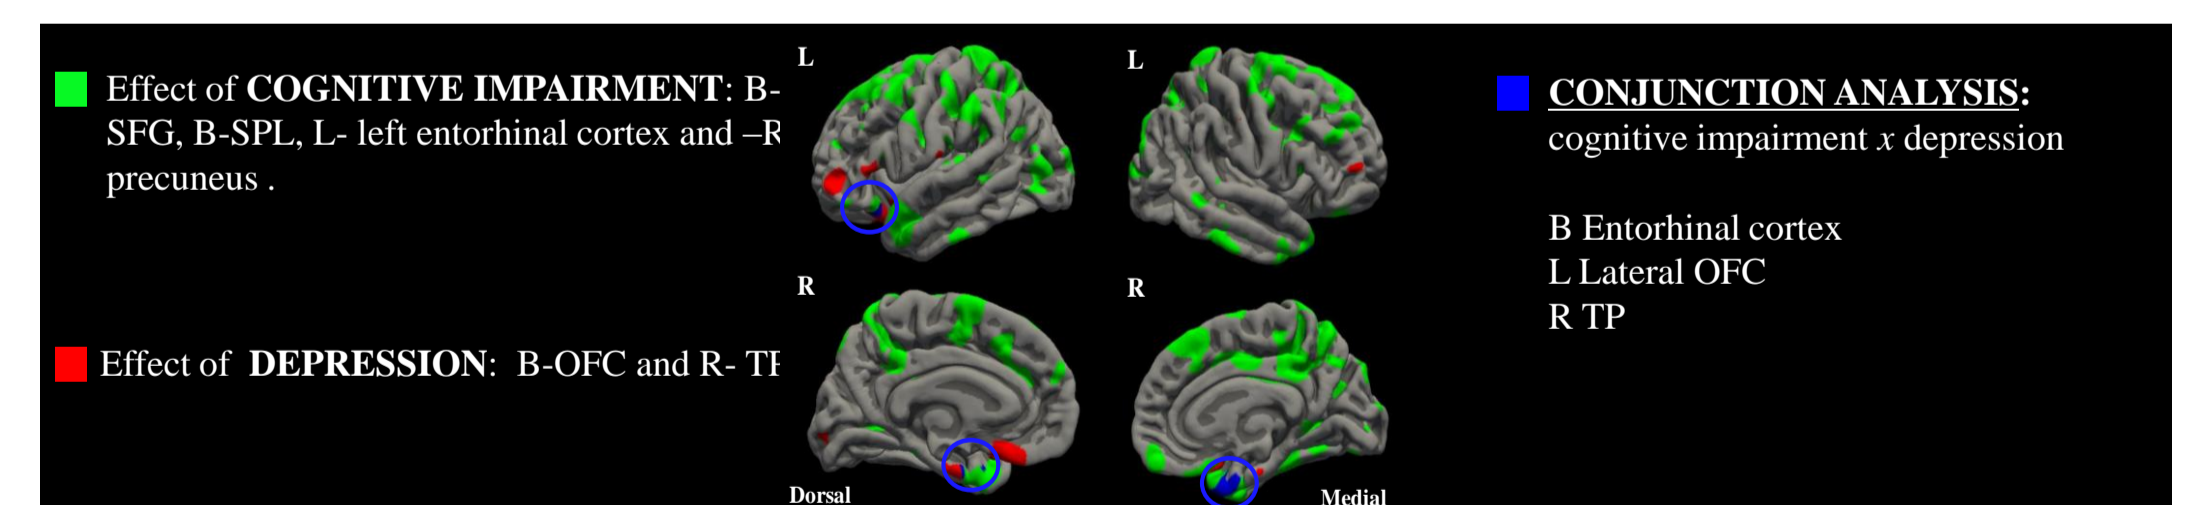 Effect of COGNITIVE IMPAIRMENT: B-
SFG, B-SPL, L- left entorhinal cortex and –R
precuneus .
Effect of DEPRESSION: B-OFC and R-
L
L
R
R
Dorsal
Medial
CONJUNCTION ANALYSIS:
cognitive impairment x depression
B Entorhinal cortex
L Lateral OFC
R TP